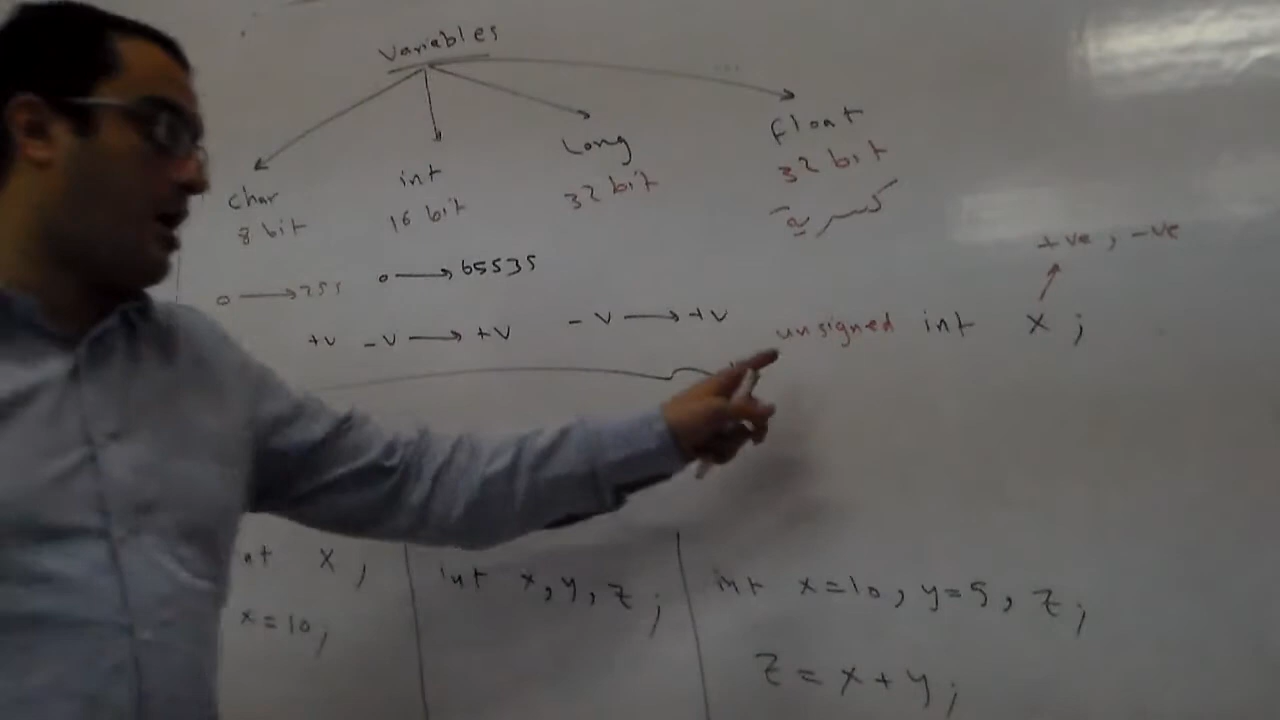 Variables
char int Long float
8 bit 16 bit 32 bit 32 bit
كسرية
0 → 255 0 → 65535
+ve, -ve
+v -v → +v -v → +v
unsigned int x;
int x, y, z;
int x=10, y=5, z;
x=10;
z = x+y;